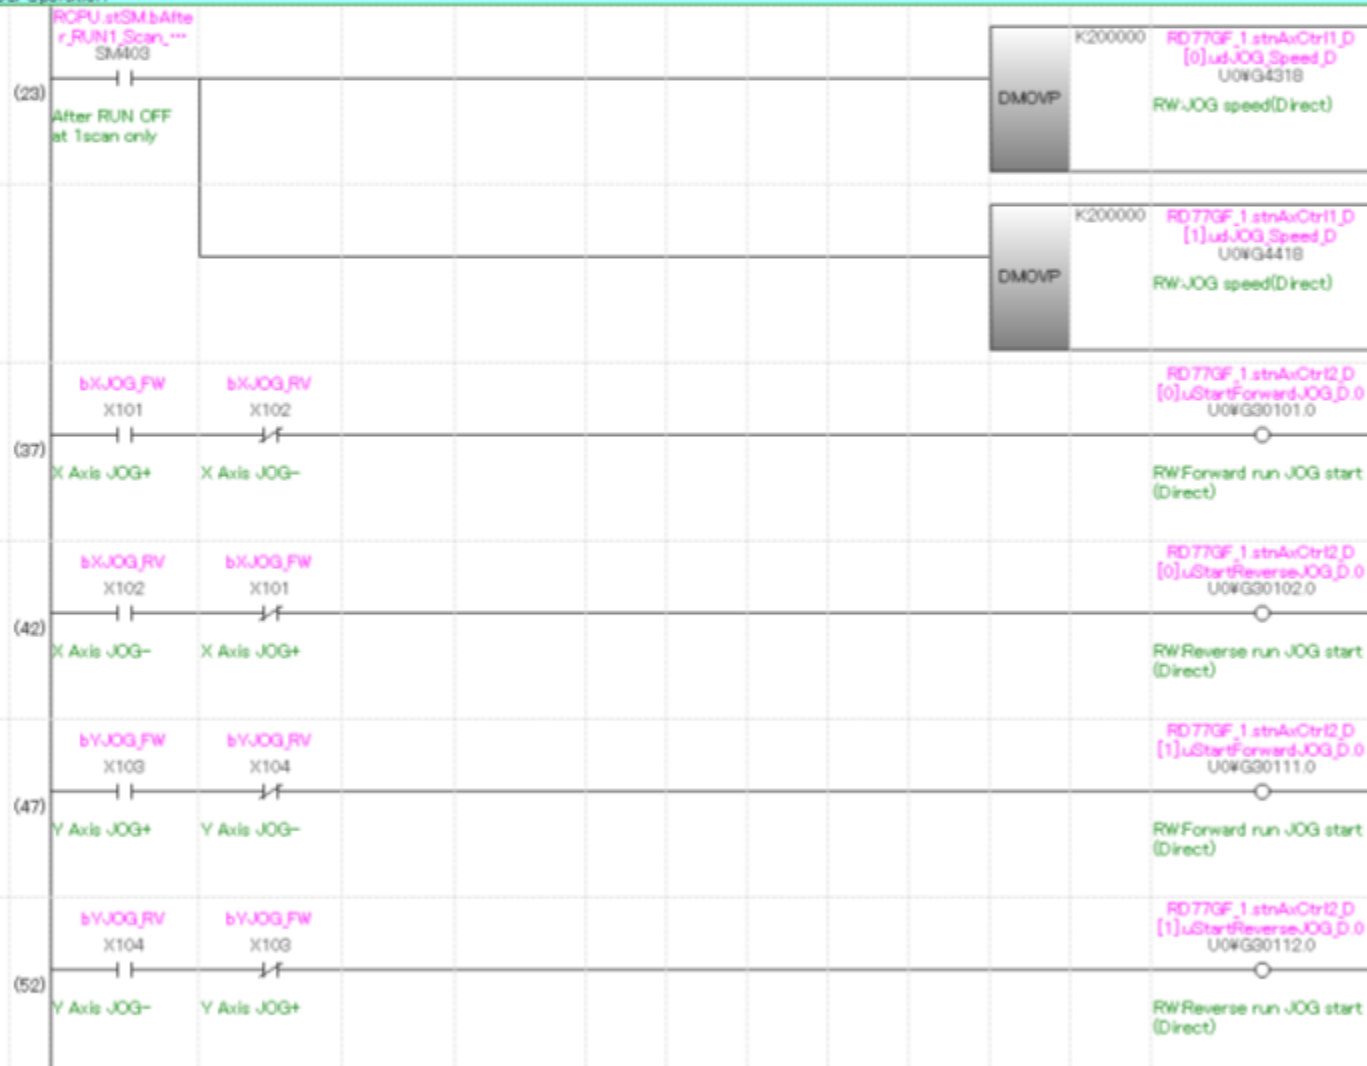 RCPU.stSM.bAfte
r_RUN1_Scan_…
SM403
(23)
After RUN OFF
at 1scan only
DMOVP
K200000
RD77GF_1.stnAxCtrl1_D
[0].udJOG_Speed_D
U0¥G4318
RW:JOG speed(Direct)
DMOVP
K200000
RD77GF_1.stnAxCtrl1_D
[1].udJOG_Speed_D
U0¥G4418
RW:JOG speed(Direct)
bXJOG_FW
X101
bXJOG_RV
X102
RD77GF_1.stnAxCtrl2_D
[0].uStartForwardJOG_D.0
U0¥G30101.0
(37)
X Axis JOG+
X Axis JOG-
RW:Forward run JOG start
(Direct)
bXJOG_RV
X102
bXJOG_FW
X101
RD77GF_1.stnAxCtrl2_D
[0].uStartReverseJOG_D.0
U0¥G30102.0
(42)
X Axis JOG-
X Axis JOG+
RW:Reverse run JOG start
(Direct)
bYJOG_FW
X103
bYJOG_RV
X104
RD77GF_1.stnAxCtrl2_D
[1].uStartForwardJOG_D.0
U0¥G30111.0
(47)
Y Axis JOG+
Y Axis JOG-
RW:Forward run JOG start
(Direct)
bYJOG_RV
X104
bYJOG_FW
X103
RD77GF_1.stnAxCtrl2_D
[1].uStartReverseJOG_D.0
U0¥G30112.0
(52)
Y Axis JOG-
Y Axis JOG+
RW:Reverse run JOG start
(Direct)